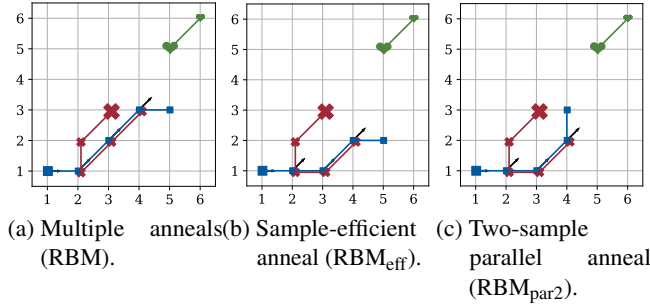 6
5
4
3
2
1
1 2 3 4 5 6
6
5
4
3
2
1
1 2 3 4 5 6
6
5
4
3
2
1
1 2 3 4 5 6
(a) Multiple anneals
(RBM).
(b) Sample-efficient
anneal (RBMeff).
(c) Two-sample
parallel anneal
(RBMpar2).